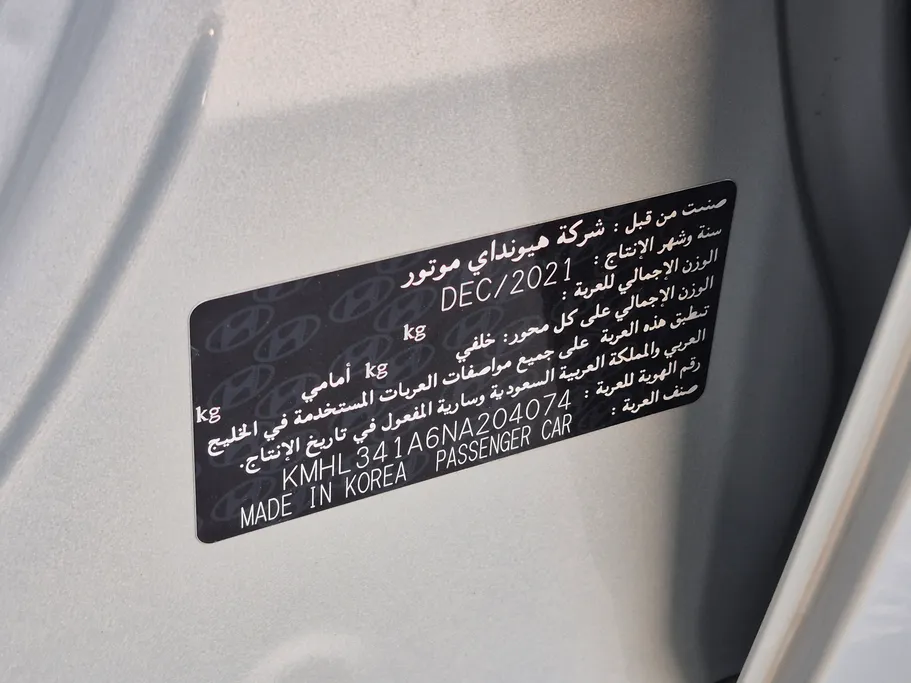 صنعت من قبل : شركة هيونداي موتور
سنة وشهر الإنتاج : DEC/2021
الوزن الإجمالي للعربة : kg
الوزن الإجمالي على كل محور: خلفي kg أمامي kg
تنطبق هذه العربة على جميع مواصفات العربات المستخدمة في الخليج
العربي والمملكة العربية السعودية وسارية المفعول في تاريخ الإنتاج.
رقم الهوية للعربة : KMHL341A6NA204074
صنف العربة : PASSENGER CAR
MADE IN KOREA